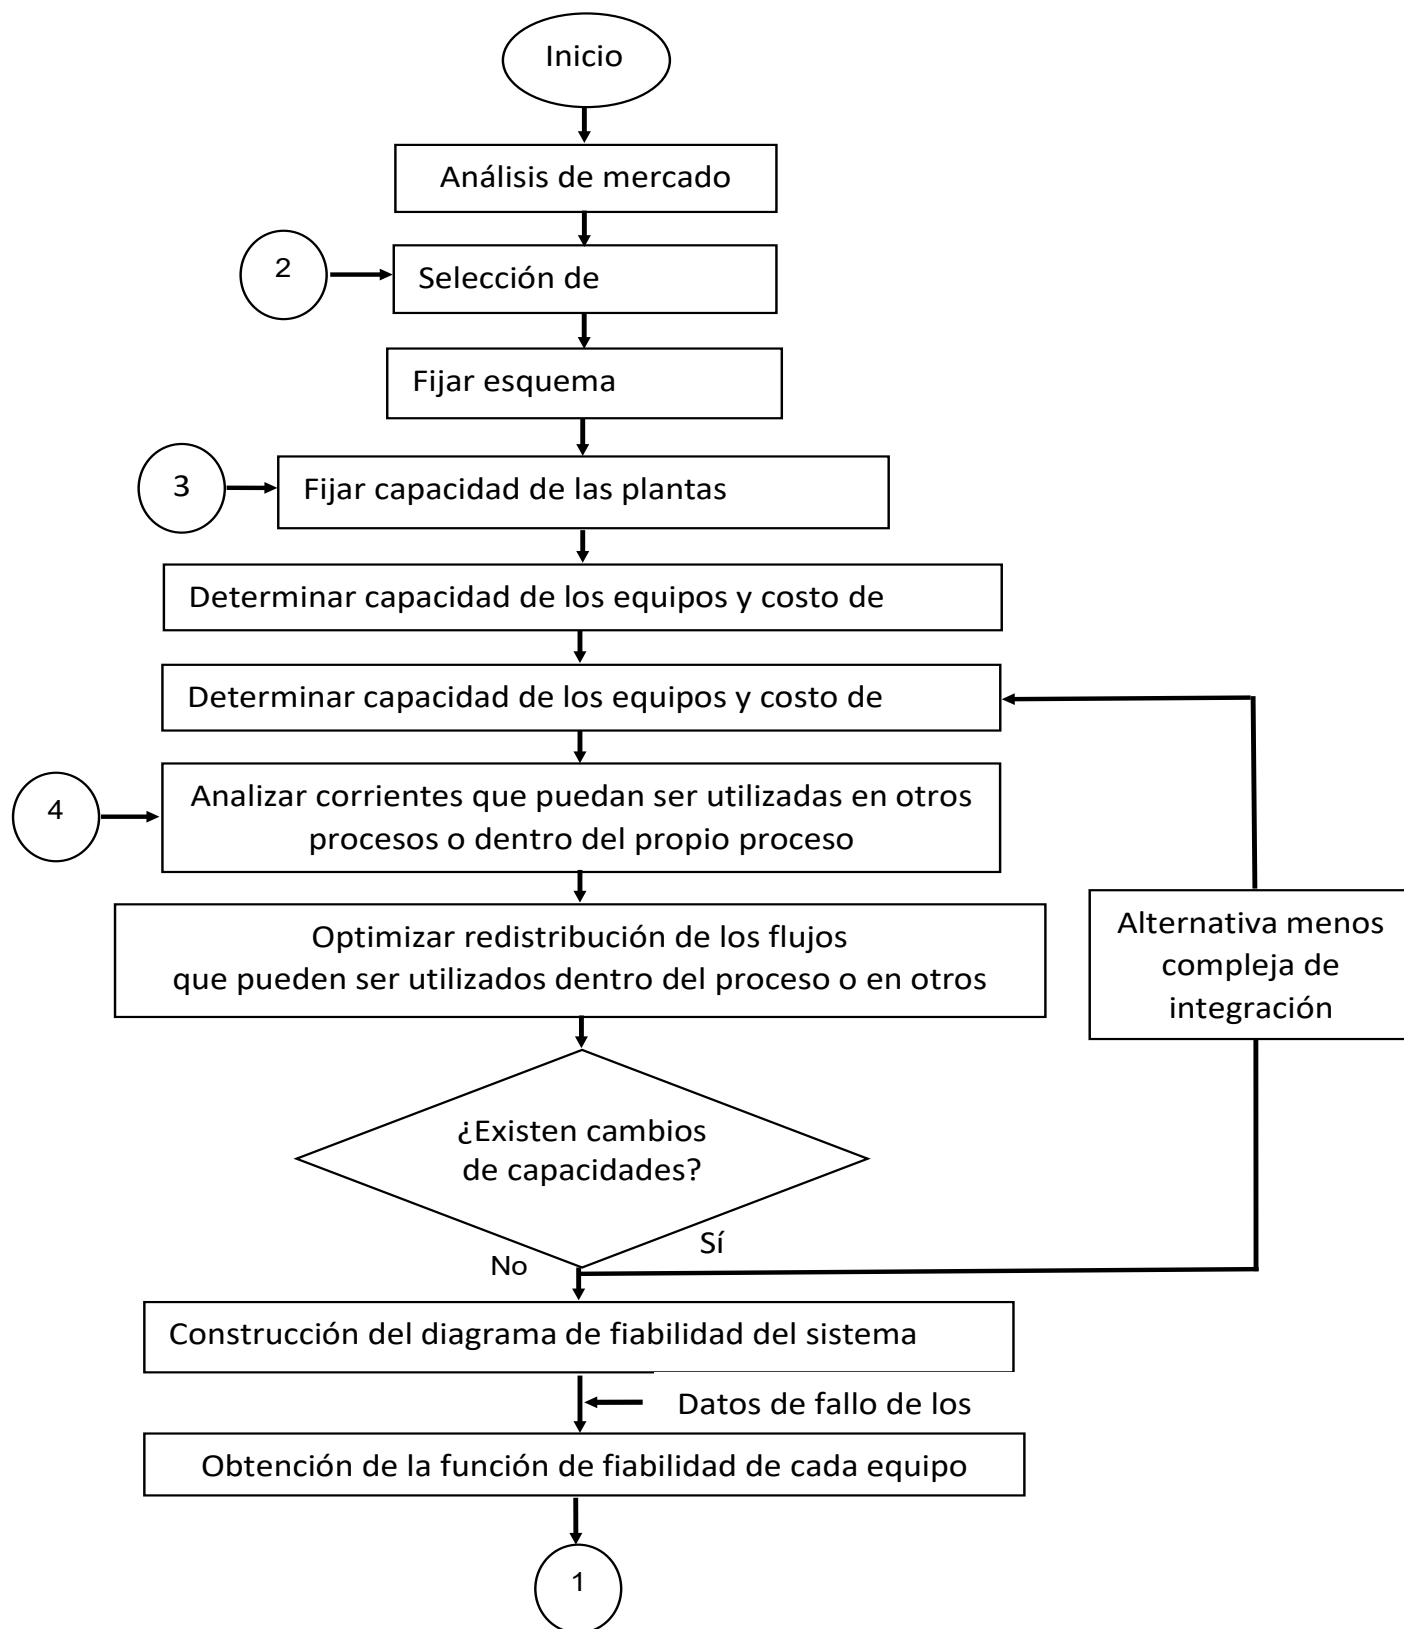 Inicio
Análisis de mercado
2
Selección de
Fijar esquema
3
Fijar capacidad de las plantas
Determinar capacidad de los equipos y costo de
Determinar capacidad de los equipos y costo de
4
Analizar corrientes que puedan ser utilizadas en otros
procesos o dentro del propio proceso
Optimizar redistribución de los flujos
que pueden ser utilizados dentro del proceso o en otros
Alternativa menos
compleja de
integración
¿Existen cambios
de capacidades?
Sí
No
Construcción del diagrama de fiabilidad del sistema
Datos de fallo de los
Obtención de la función de fiabilidad de cada equipo
1